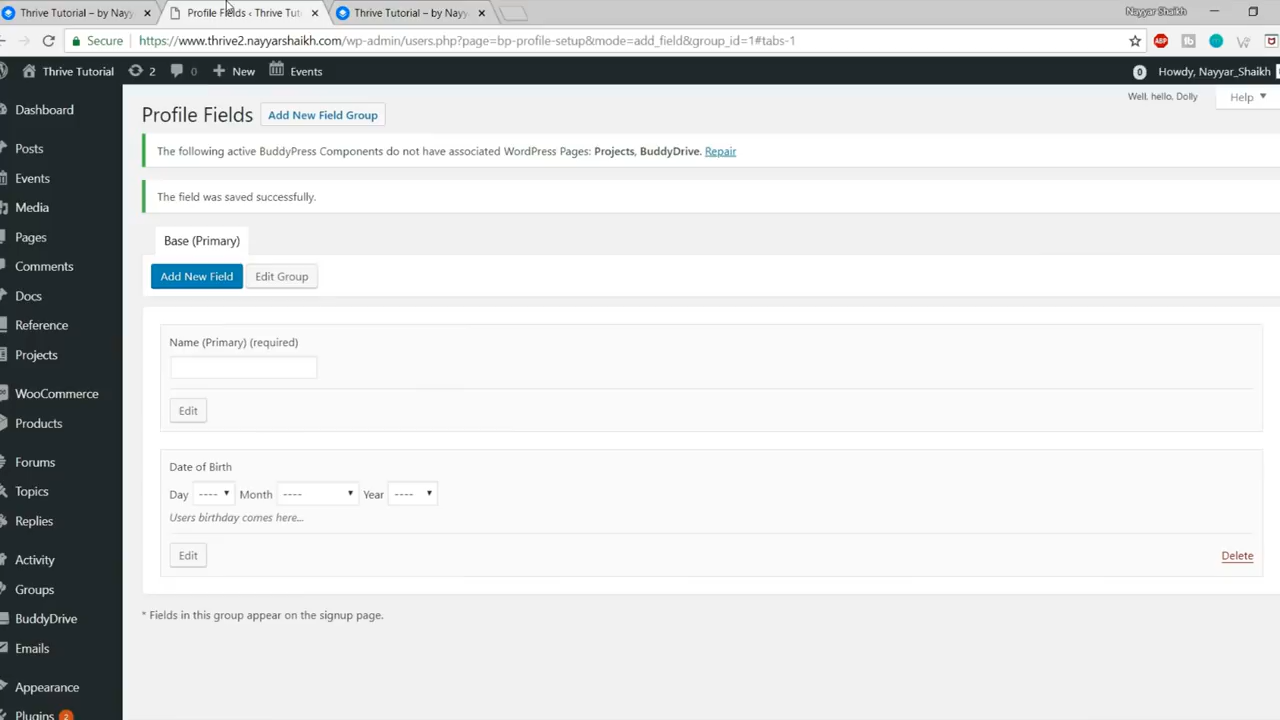 Thrive Tutorial – by Nayy
Profile Fields ‹ Thrive Tut
Thrive Tutorial – by Nayy
Nayyar Shaikh
Secure
https://www.thrive2.nayyarshaikh.com/wp-admin/users.php?page=bp-profile-setup&mode=add_field&group_id=1#tabs-1
ABP
Thrive Tutorial
2
0
New
Events
0
Howdy, Nayyar_Shaikh
Well, hello, Dolly
Help
Dashboard
Posts
Events
Media
Pages
Comments
Docs
Reference
Projects
WooCommerce
Products
Forums
Topics
Replies
Activity
Groups
BuddyDrive
Emails
Appearance
Plugins 2
Profile Fields
Add New Field Group
The following active BuddyPress Components do not have associated WordPress Pages: Projects, BuddyDrive. Repair
The field was saved successfully.
Base (Primary)
Add New Field
Edit Group
Name (Primary) (required)
Edit
Date of Birth
Day ---- Month ---- Year ----
Users birthday comes here...
Edit
Delete
* Fields in this group appear on the signup page.